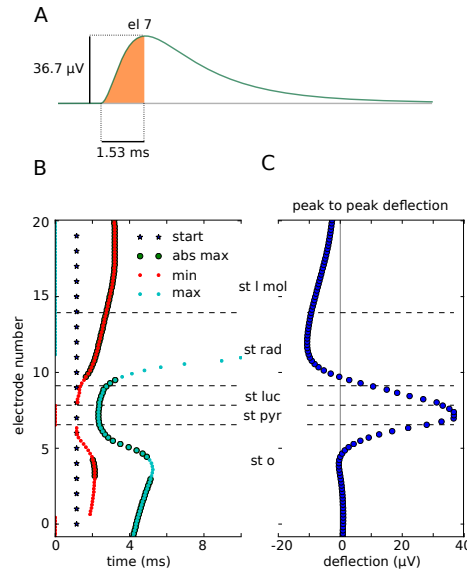 A
el 7
36.7 µV
1.53 ms
B
C
peak to peak deflection
20
15
10
5
0
electrode number
start
abs max
min
max
0
2
4
6
8
time (ms)
st l mol
st rad
st luc
st pyr
st o
-20
0
20
40
deflection (µV)